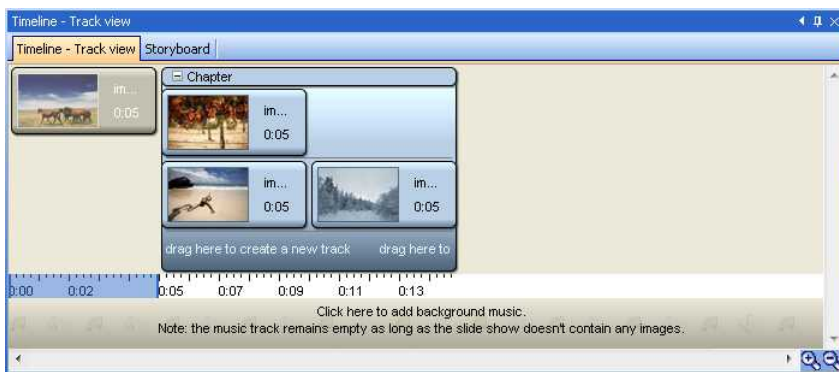 Timeline - Track view
Timeline - Track view Storyboard
im...
0:05
Chapter
im...
0:05
im...
0:05
im...
0:05
drag here to create a new track drag here to
0:00 0:02 0:05 0:07 0:09 0:11 0:13
Click here to add background music.
Note: the music track remains empty as long as the slide show doesn't contain any images.